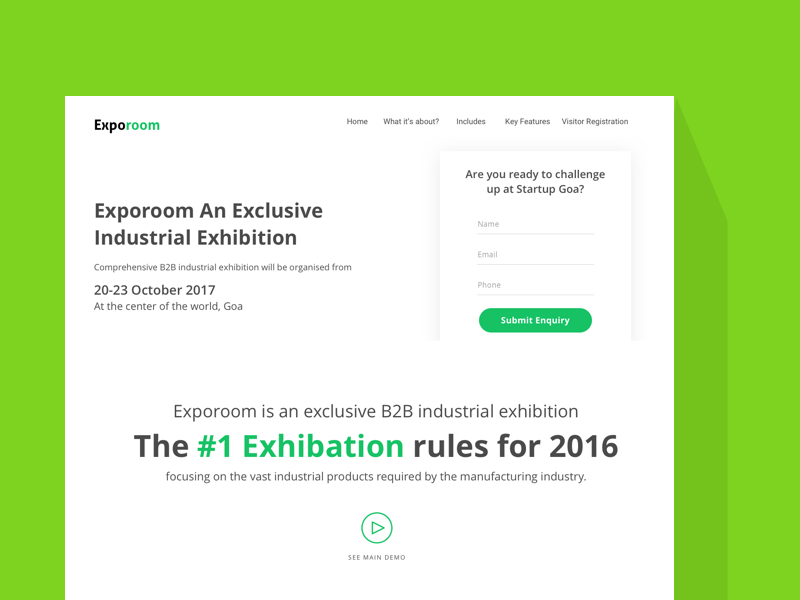 Exporoom
Home What it's about? Includes Key Features Visitor Registration
Exporoom An Exclusive
Industrial Exhibition
Comprehensive B2B industrial exhibition will be organised from
20-23 October 2017
At the center of the world, Goa
Are you ready to challenge
up at Startup Goa?
Name
Email
Phone
Submit Enquiry
Exporoom is an exclusive B2B industrial exhibition
The #1 Exhibation rules for 2016
focusing on the vast industrial products required by the manufacturing industry.
SEE MAIN DEMO